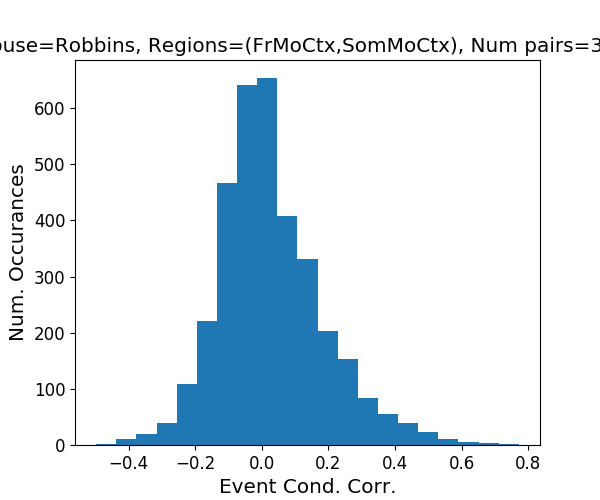 ouse=Robbins, Regions=(FrMoCtx,SomMoCtx), Num pairs=3
Num. Occurances
600
500
400
300
200
100
0
−0.4 −0.2 0.0 0.2 0.4 0.6 0.8
Event Cond. Corr.